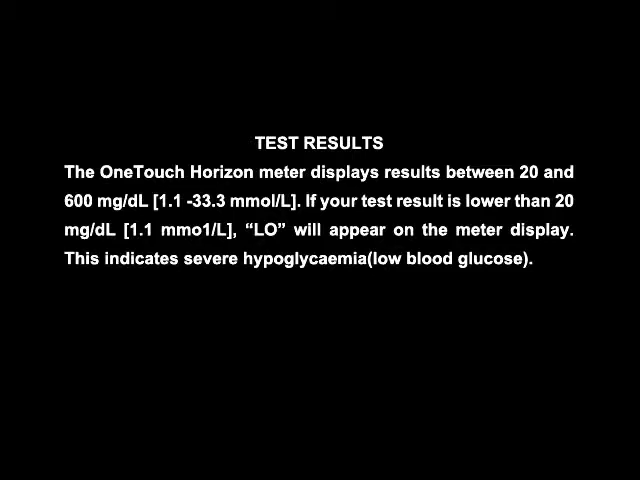 TEST RESULTS
The OneTouch Horizon meter displays results between 20 and
600 mg/dL [1.1 -33.3 mmol/L]. If your test result is lower than 20
mg/dL [1.1 mmo1/L], “LO” will appear on the meter display.
This indicates severe hypoglycaemia(low blood glucose).